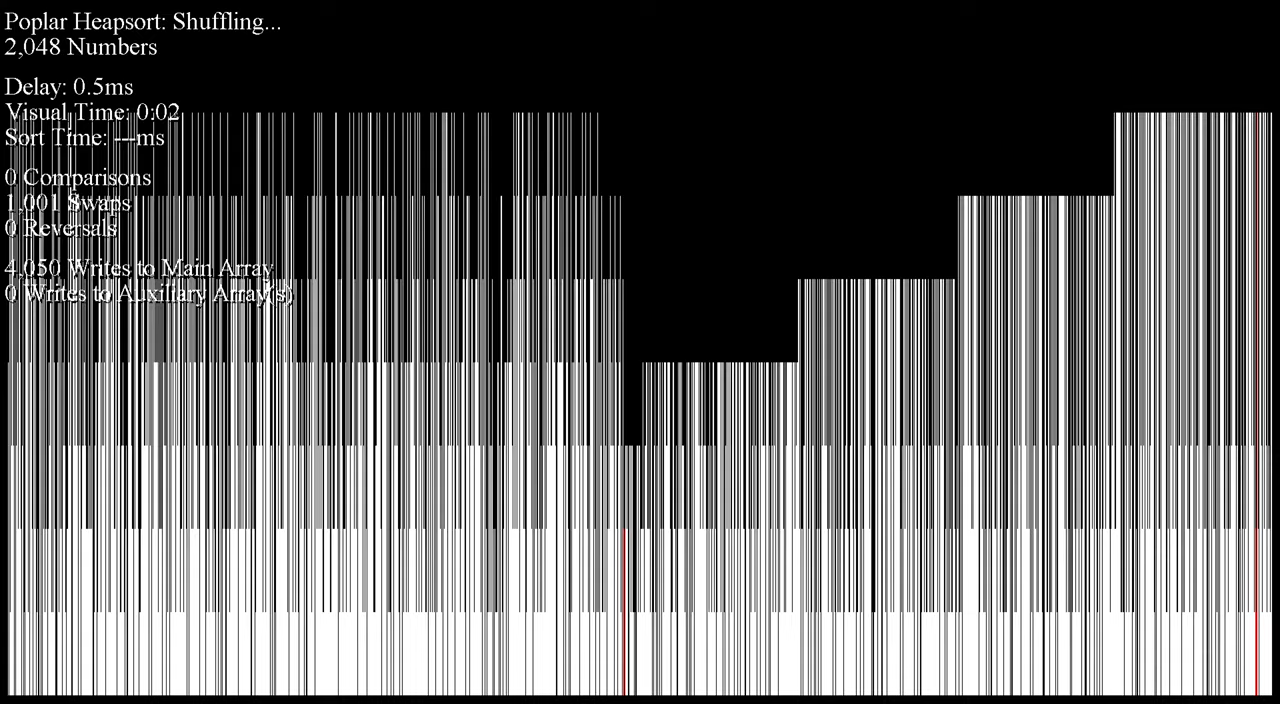 Poplar Heapsort: Shuffling...
2,048 Numbers
Delay: 0.5ms
Visual Time: 0:02
Sort Time: ---ms
0 Comparisons
1,001 Swaps
0 Reversals
4,050 Writes to Main Array
0 Writes to Auxiliary Array(s)